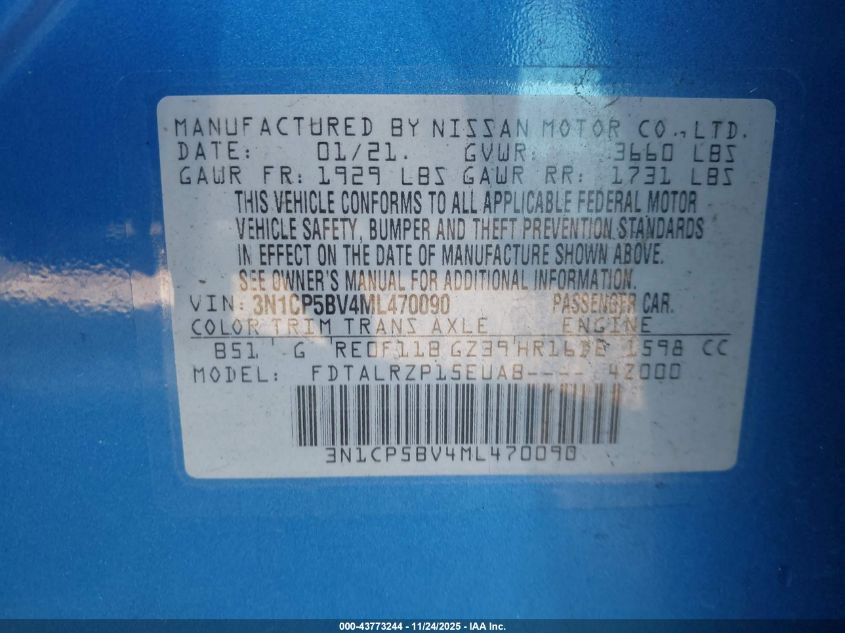 MANUFACTURED BY NISSAN MOTOR CO., LTD.
DATE: 01/21. GVWR: 3660 LBS
GAWR FR: 1929 LBS GAWR RR: 1731 LBS
THIS VEHICLE CONFORMS TO ALL APPLICABLE FEDERAL MOTOR
VEHICLE SAFETY, BUMPER AND THEFT PREVENTION STANDARDS
IN EFFECT ON THE DATE OF MANUFACTURE SHOWN ABOVE.
SEE OWNER'S MANUAL FOR ADDITIONAL INFORMATION.
VIN: 3N1CP5BV4ML470090 PASSENGER CAR.
COLOR TRIM TRANS AXLE ENGINE
B51 G RE0F11B GZ39 HR16DE 1598 CC
MODEL: FDTALRZP15EUAB---- 4Z000
3N1CP5BV4ML470090
000-43773244 - 11/24/2025 - IAA Inc.